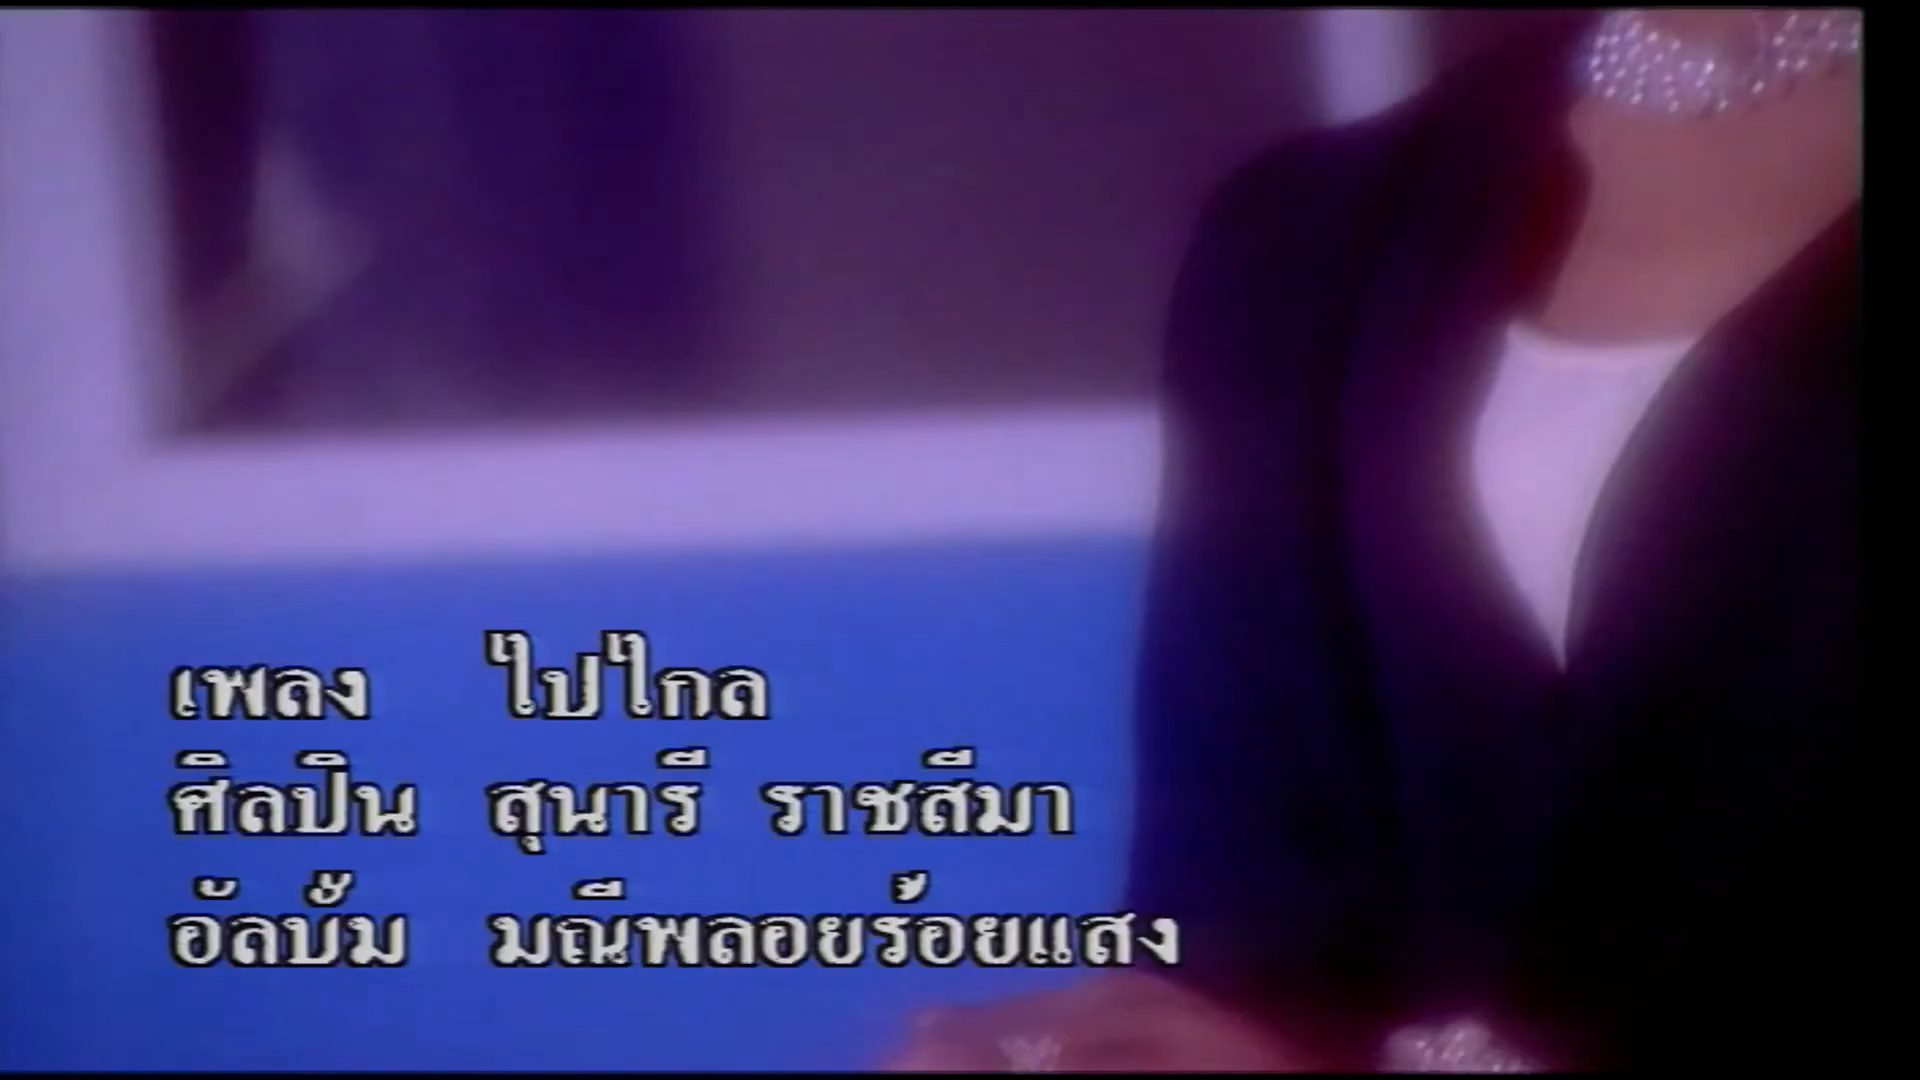 เพลง ไปไกล
ศิลปิน สุนารี ราชสีมา
อัลบั้ม มณีพลอยร้อยแสง